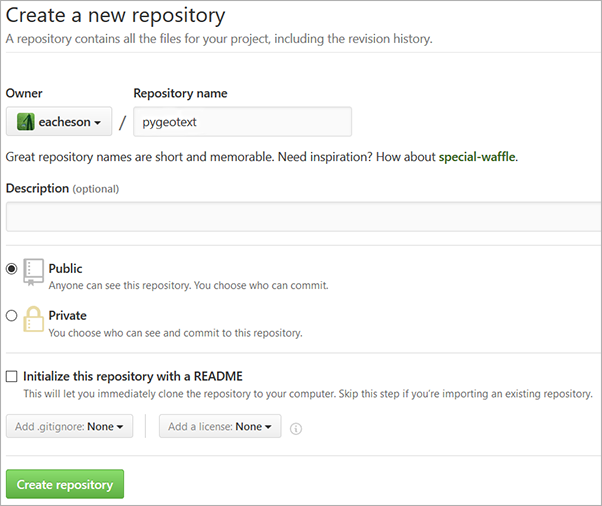 Create a new repository
A repository contains all the files for your project, including the revision history.
Owner Repository name
eacheson / pygeotext
Great repository names are short and memorable. Need inspiration? How about special-waffle.
Description (optional)
Public
Anyone can see this repository. You choose who can commit.
Private
You choose who can see and commit to this repository.
Initialize this repository with a README
This will let you immediately clone the repository to your computer. Skip this step if you're importing an existing repository.
Add .gitignore: None Add a license: None
Create repository